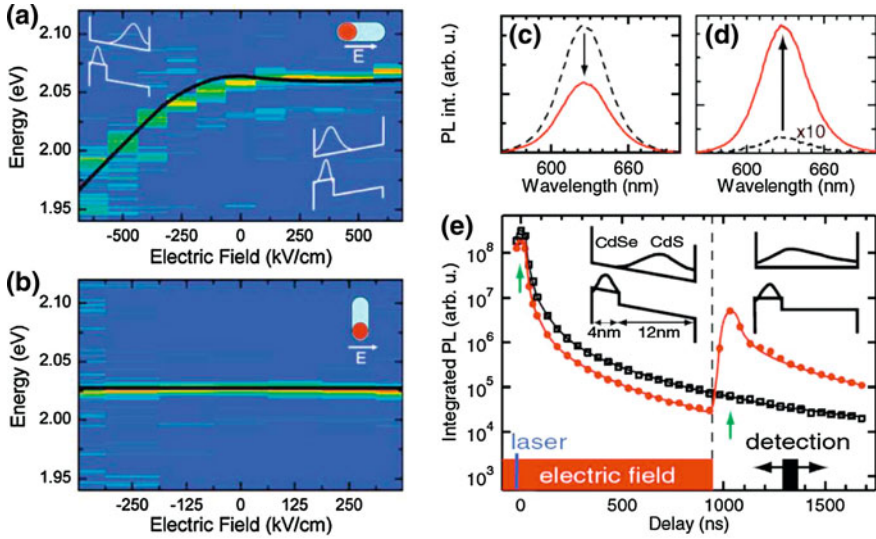 (a)
2.10
2.05
2.00
1.95
Energy (eV)
E
-500 -250 0 250 500
Electric Field (kV/cm)
(b)
2.10
2.05
2.00
1.95
Energy (eV)
E
-250 -125 0 125 250
Electric Field (kV/cm)
(c)
PL int. (arb. u.)
600 660
Wavelength (nm)
(d)
x10
600 660
Wavelength (nm)
(e)
Integrated PL (arb. u.)
10⁸
10⁷
10⁶
10⁵
10⁴
10³
CdSe CdS
4nm 12nm
laser
electric field
detection
0 500 1000 1500
Delay (ns)